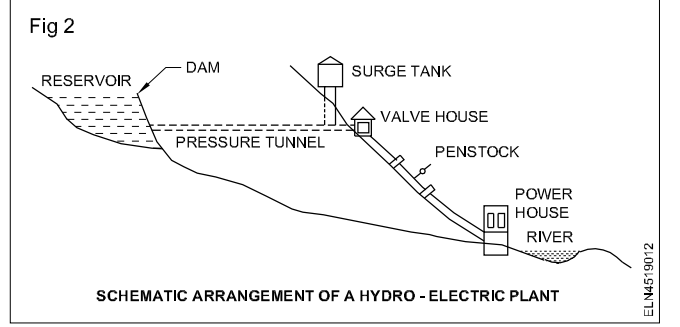 Fig 2
RESERVOIR
DAM
SURGE TANK
VALVE HOUSE
PRESSURE TUNNEL
PENSTOCK
POWER
HOUSE
RIVER
SCHEMATIC ARRANGEMENT OF A HYDRO - ELECTRIC PLANT
ELN4519012